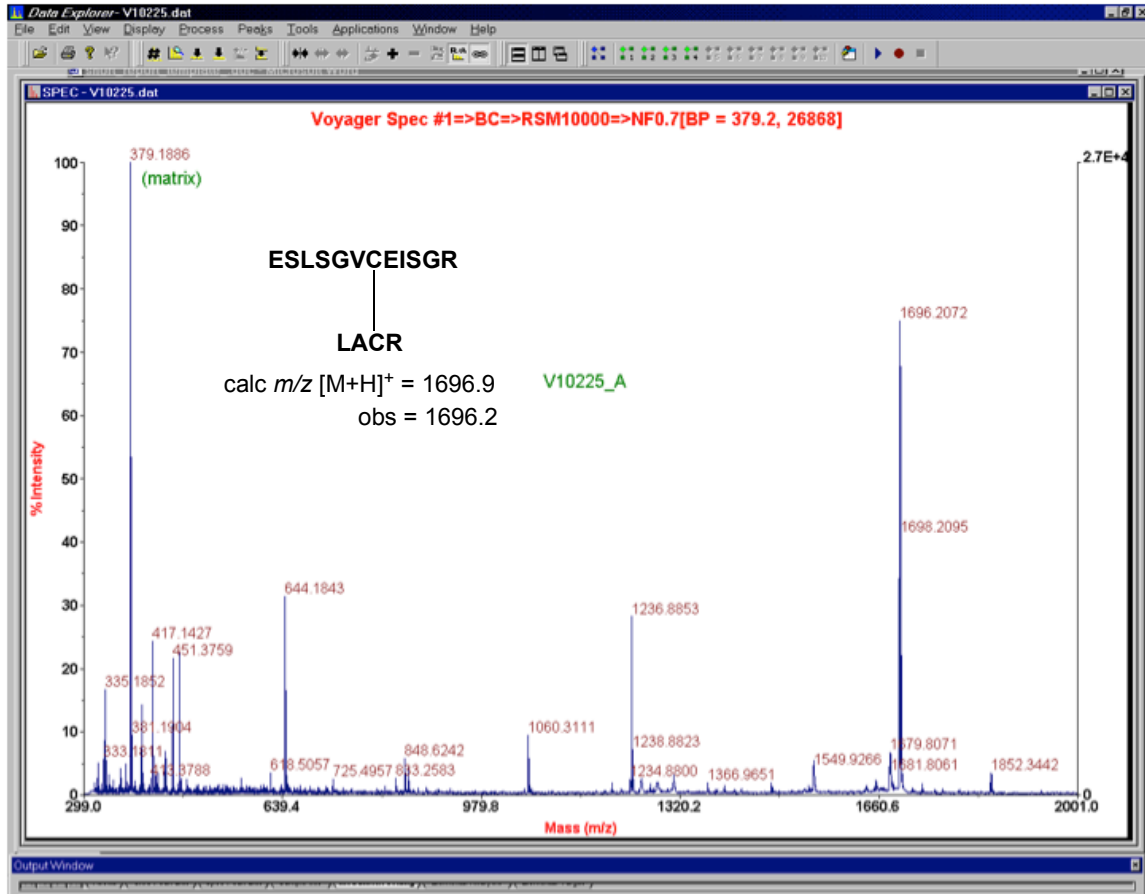 Data Explorer- V10225.dat
File Edit View Display Process Peaks Tools Applications Window Help
SPEC - V10225.dat
Voyager Spec #1=>BC=>RSM10000=>NF0.7[BP = 379.2, 26868]
379.1886
2.7E+4
100
(matrix)
90
ESLSGVCEISGR
80
1696.2072
LACR
70
calc m/z [M+H]+ = 1696.9
V10225_A
obs = 1696.2
60
% Intensity
50
1698.2095
40
644.1843
1236.8853
30
417.1427
451.3759
20
335.1852
381.1904
1060.3111
10
333.1811
848.6242
1238.8823
1679.8071
413.3788
618.5057
725.4957
833.2583
1234.8800
1366.9651
1549.9266
1681.8061
1852.3442
0
0
299.0
639.4
979.8
1320.2
1660.6
2001.0
Mass (m/z)
Output Window